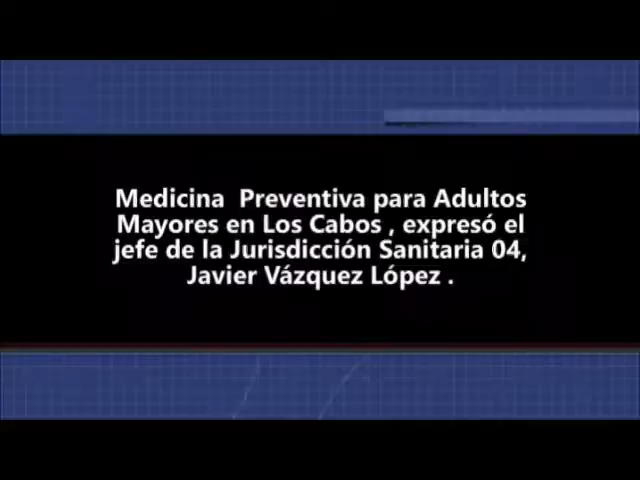 Medicina  Preventiva para Adultos
Mayores en Los Cabos , expresó el
jefe de la Jurisdicción Sanitaria 04,
Javier Vázquez López .